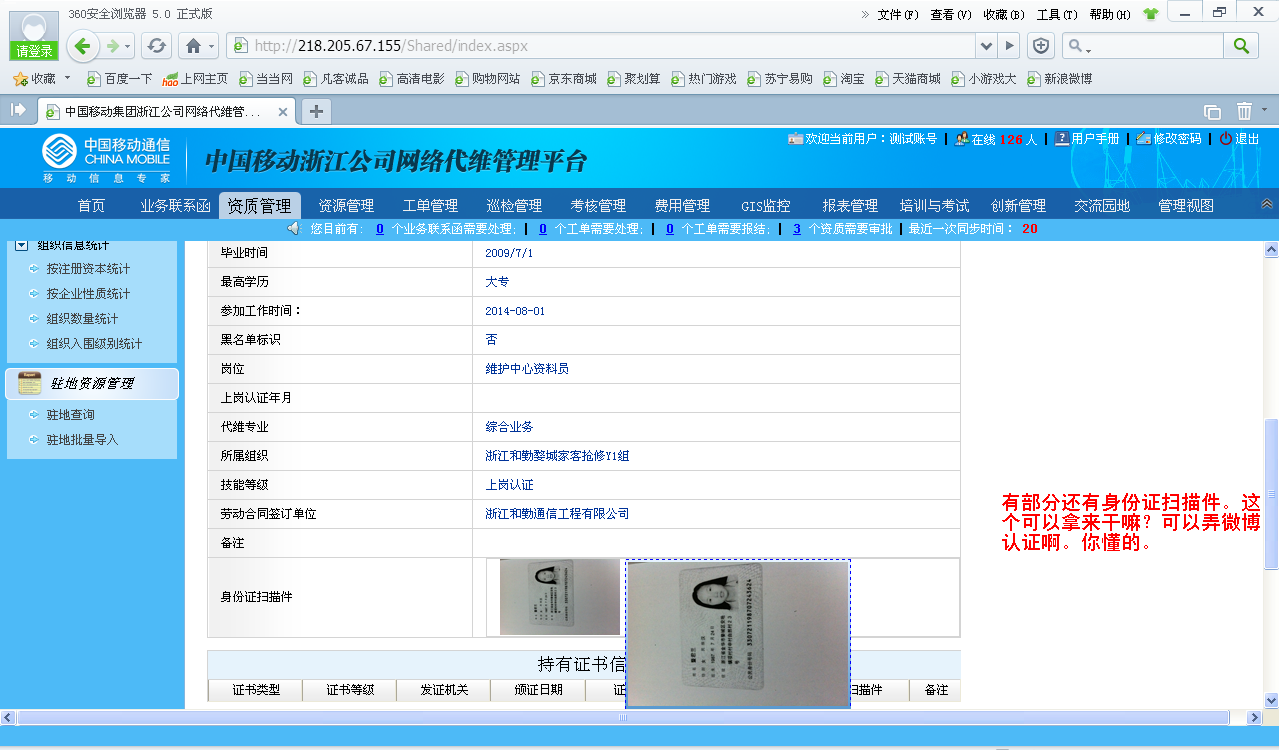 360安全浏览器 5.0 正式版
文件(F) 查看(V) 收藏(B) 工具(T) 帮助(H)
请登录
http://218.205.67.155/Shared/index.aspx
收藏 百度一下 上网主页 当当网 凡客诚品 高清电影 购物网站 京东商城 聚划算 热门游戏 苏宁易购 淘宝 天猫商城 小游戏大 新浪微博
中国移动集团浙江公司网络代维管...
中国移动通信
CHINA MOBILE
移动信息专家
中国移动浙江公司网络代维管理平台
欢迎当前用户：测试账号 在线 126 人 用户手册 修改密码 退出
首页 业务联系函 资质管理 资源管理 工单管理 巡检管理 考核管理 费用管理 GIS监控 报表管理 培训与考试 创新管理 交流园地 管理视图
您目前有： 0 个业务联系函需要处理; 0 个工单需要处理; 0 个工单需要报结; 3 个资质需要审批 最近一次同步时间： 20
组织信息统计
按注册资本统计
按企业性质统计
组织数量统计
组织入围级别统计
驻地资源管理
驻地查询
驻地批量导入
毕业时间 2009/7/1
最高学历 大专
参加工作时间： 2014-08-01
黑名单标识 否
岗位 维护中心资料员
上岗认证年月
代维专业 综合业务
所属组织 浙江和勤婺城家客抢修Y1组
技能等级 上岗认证
劳动合同签订单位 浙江和勤通信工程有限公司
备注
身份证扫描件
有部分还有身份证扫描件。这
个可以拿来干嘛？可以弄微博
认证啊。你懂的。
持有证书信
证书类型 证书等级 发证机关 颁证日期 证 扫描件 备注